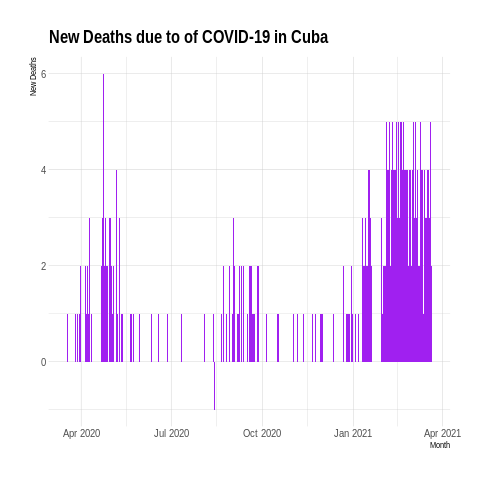 New Deaths due to of COVID-19 in Cuba
New Deaths
6
4
2
0
Apr 2020 Jul 2020 Oct 2020 Jan 2021 Apr 2021
Month